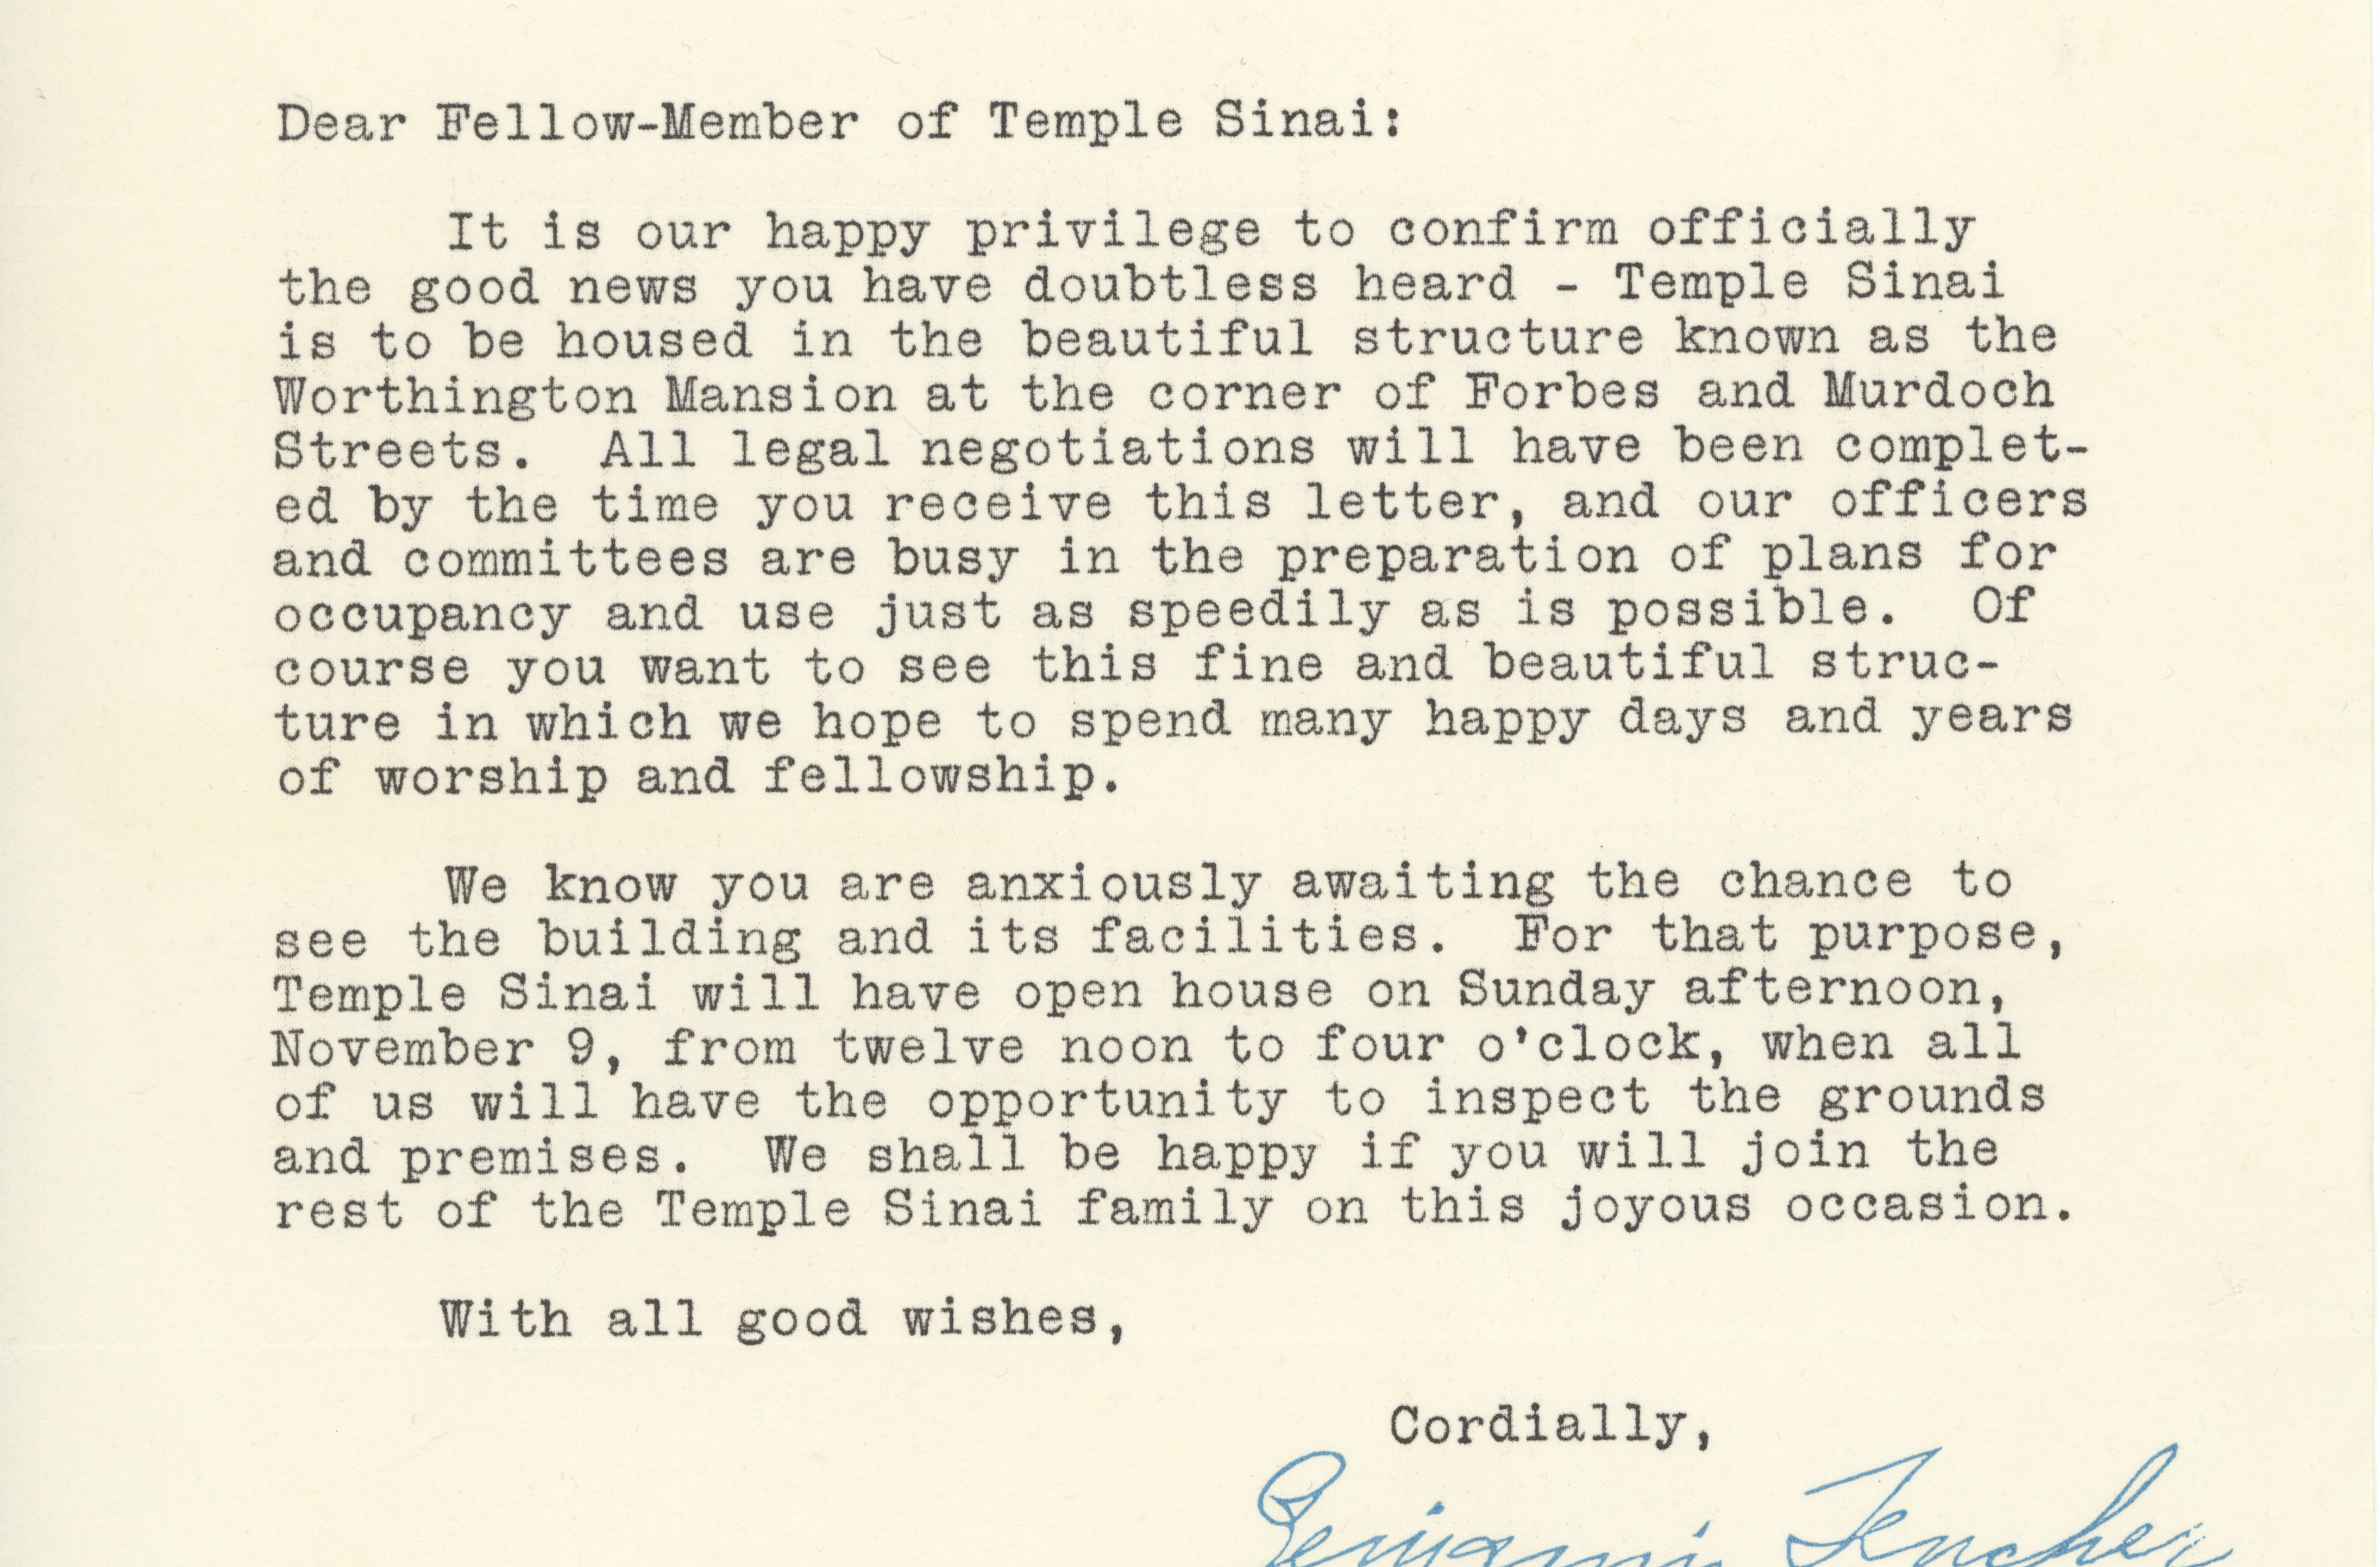 Dear Fellow-Member of Temple Sinai:
It is our happy privilege to confirm officially
the good news you have doubtless heard - Temple Sinai
is to be housed in the beautiful structure known as the
Worthington Mansion at the corner of Forbes and Murdoch
Streets. All legal negotiations will have been complet-
ed by the time you receive this letter, and our officers
and committees are busy in the preparation of plans for
occupancy and use just as speedily as is possible. Of
course you want to see this fine and beautiful struc-
ture in which we hope to spend many happy days and years
of worship and fellowship.
We know you are anxiously awaiting the chance to
see the building and its facilities. For that purpose,
Temple Sinai will have open house on Sunday afternoon,
November 9, from twelve noon to four o'clock, when all
of us will have the opportunity to inspect the grounds
and premises. We shall be happy if you will join the
rest of the Temple Sinai family on this joyous occasion.
With all good wishes,
Cordially,
Benjamin